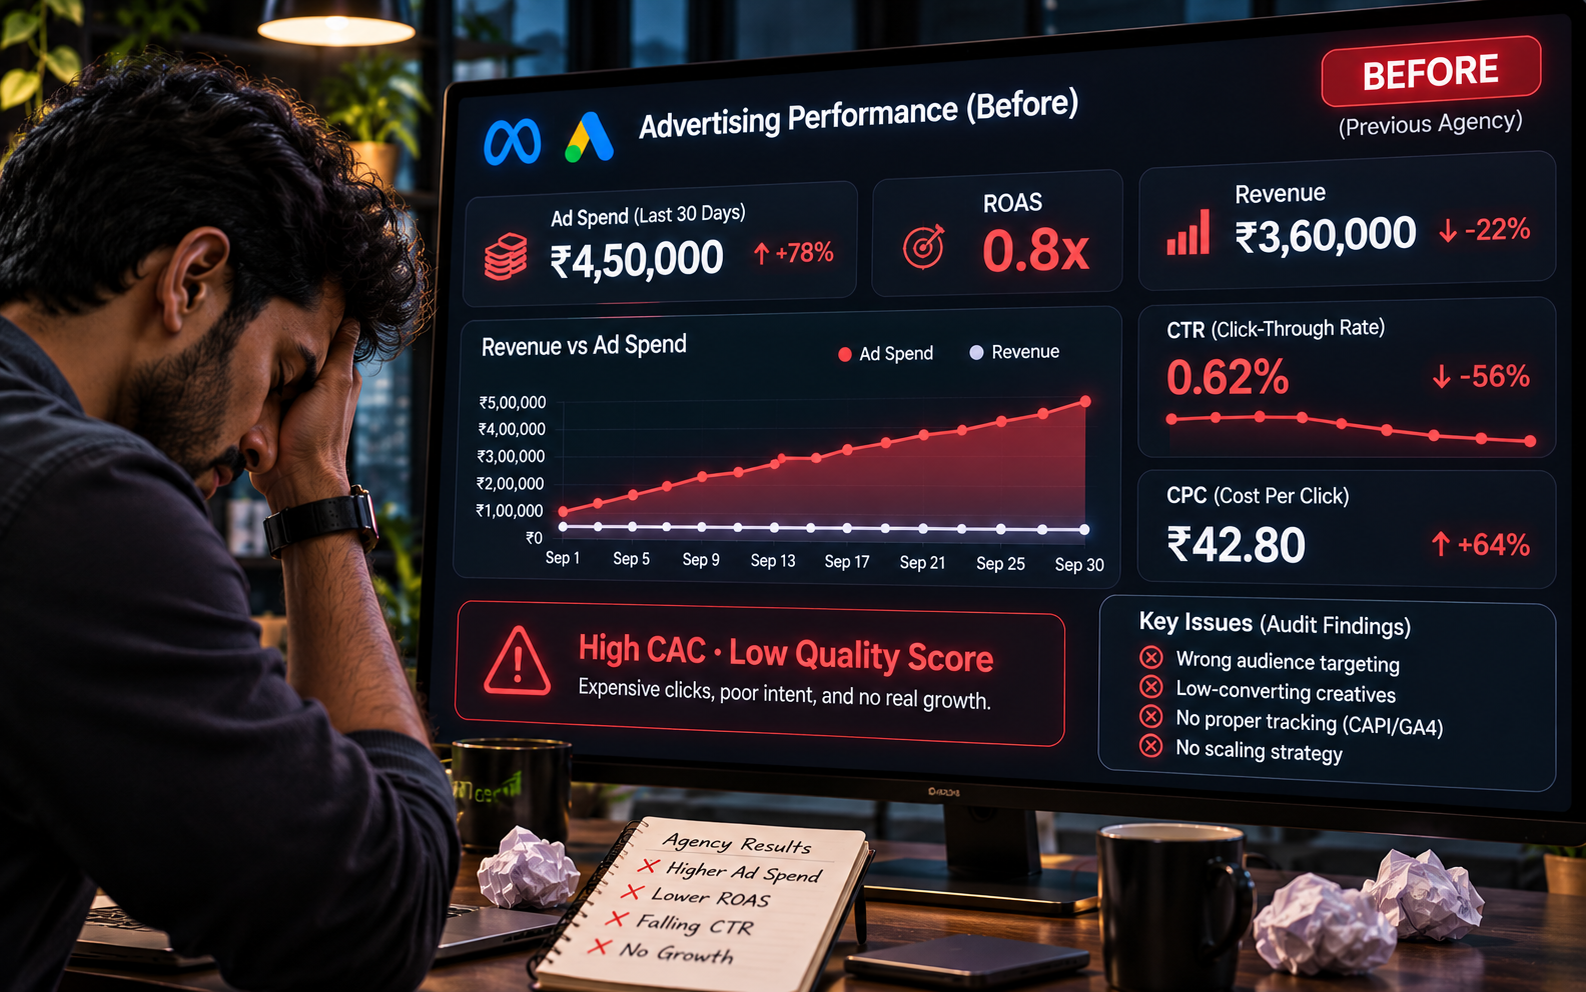 Advertising Performance (Before)
BEFORE
(Previous Agency)
Ad Spend (Last 30 Days)
₹4,50,000
↑ +78%
ROAS
0.8x
Revenue
₹3,60,000
↓ -22%
Revenue vs Ad Spend
Ad Spend
Revenue
₹5,00,000
₹4,00,000
₹3,00,000
₹2,00,000
₹1,00,000
₹0
Sep 1 Sep 5 Sep 9 Sep 13 Sep 17 Sep 21 Sep 25 Sep 30
CTR (Click-Through Rate)
0.62%
↓ -56%
CPC (Cost Per Click)
₹42.80
↑ +64%
High CAC · Low Quality Score
Expensive clicks, poor intent, and no real growth.
Key Issues (Audit Findings)
Wrong audience targeting
Low-converting creatives
No proper tracking (CAPI/GA4)
No scaling strategy
Agency Results
Higher Ad Spend
Lower ROAS
Falling CTR
No Growth